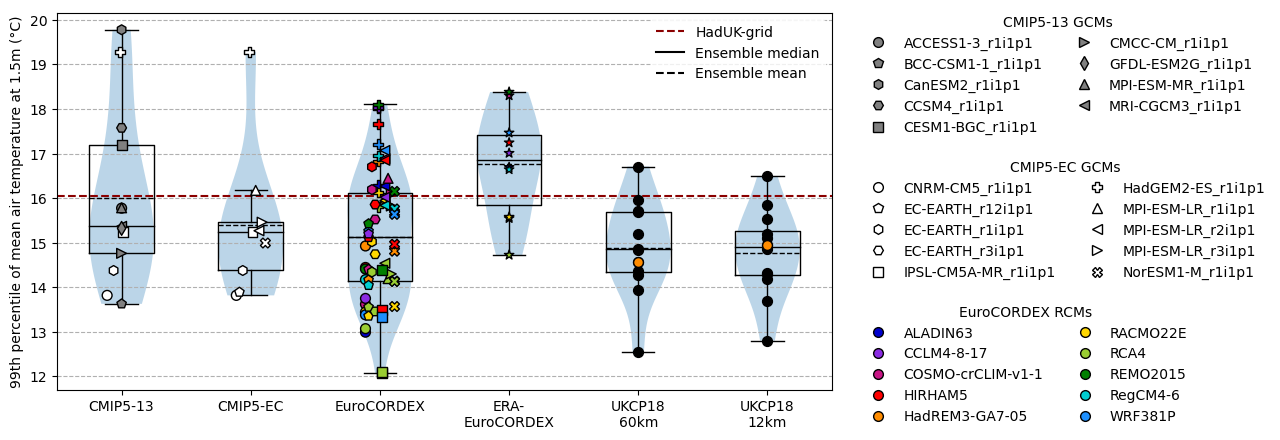 99th percentile of mean air temperature at 1.5m (°C)
20
19
18
17
16
15
14
13
12
HadUK-grid
Ensemble median
Ensemble mean
CMIP5-13
CMIP5-EC
EuroCORDEX
ERA-
EuroCORDEX
UKCP18
60km
UKCP18
12km
CMIP5-13 GCMs
ACCESS1-3_r1i1p1
BCC-CSM1-1_r1i1p1
CanESM2_r1i1p1
CCSM4_r1i1p1
CESM1-BGC_r1i1p1
CMCC-CM_r1i1p1
GFDL-ESM2G_r1i1p1
MPI-ESM-MR_r1i1p1
MRI-CGCM3_r1i1p1
CMIP5-EC GCMs
CNRM-CM5_r1i1p1
EC-EARTH_r12i1p1
EC-EARTH_r1i1p1
EC-EARTH_r3i1p1
IPSL-CM5A-MR_r1i1p1
HadGEM2-ES_r1i1p1
MPI-ESM-LR_r1i1p1
MPI-ESM-LR_r2i1p1
MPI-ESM-LR_r3i1p1
NorESM1-M_r1i1p1
EuroCORDEX RCMs
ALADIN63
CCLM4-8-17
COSMO-crCLIM-v1-1
HIRHAM5
HadREM3-GA7-05
RACMO22E
RCA4
REMO2015
RegCM4-6
WRF381P